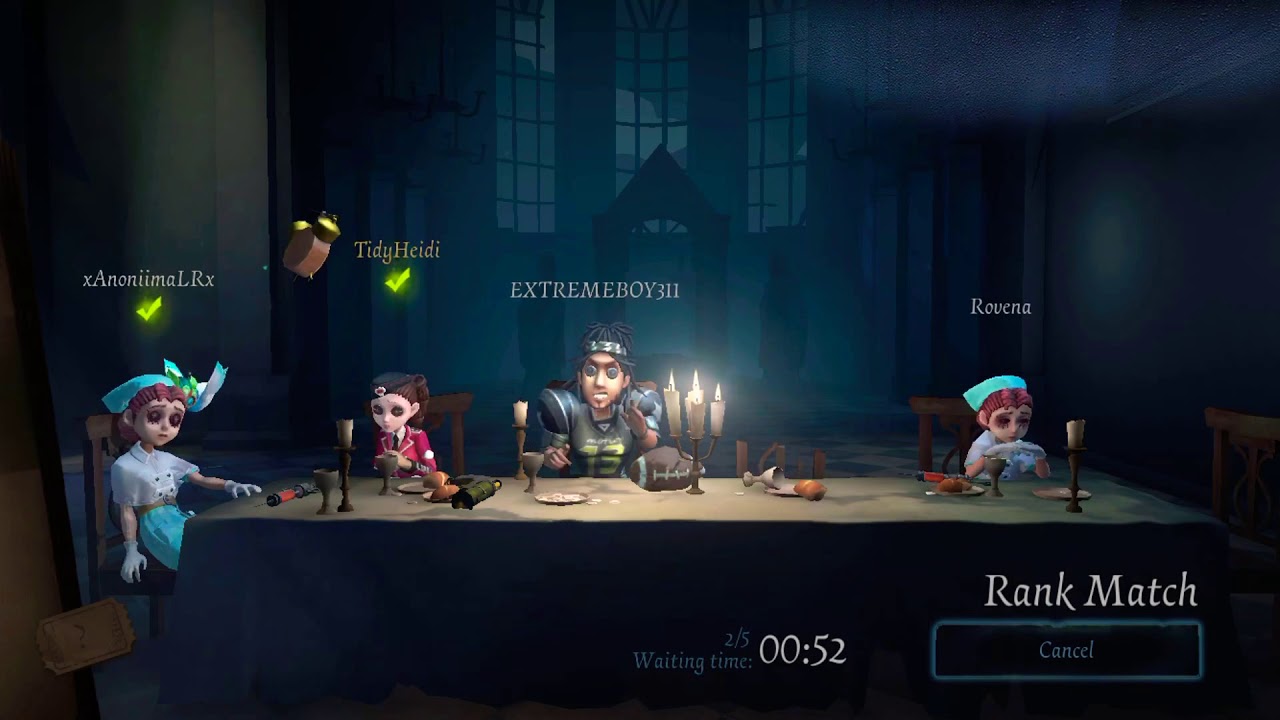 TidyHeidi
xAnoniimaLRx
EXTREMEBOY311
Rovena
Rank Match
2/5
Waiting time: 00:52
Cancel